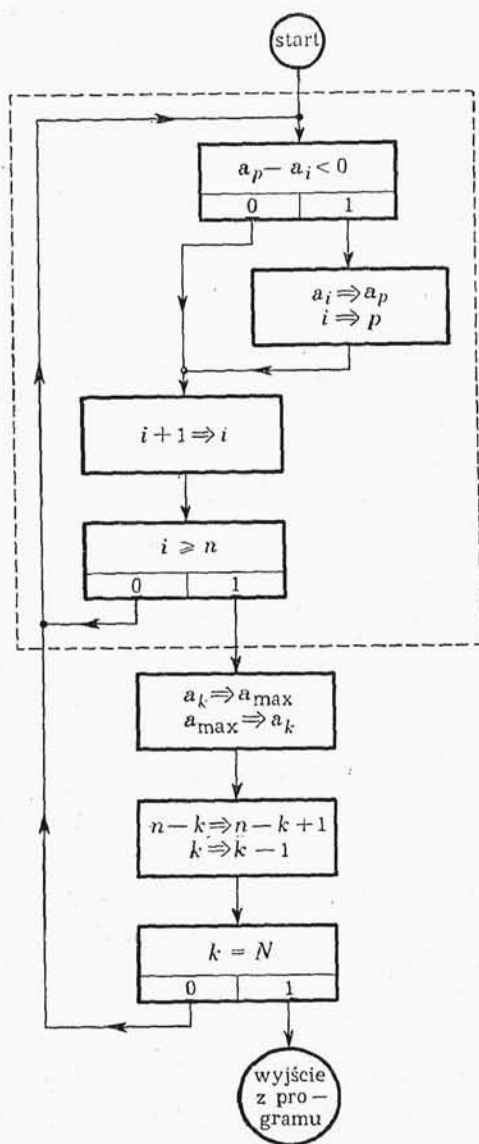 start
a_p − a_i < 0
0 1
a_i ⇒ a_p
i ⇒ p
i + 1 ⇒ i
i ⩾ n
0 1
a_k ⇒ a_max
a_max ⇒ a_k
n − k ⇒ n − k + 1
k ⇒ k − 1
k = N
0 1
wyjście
z pro –
gramu